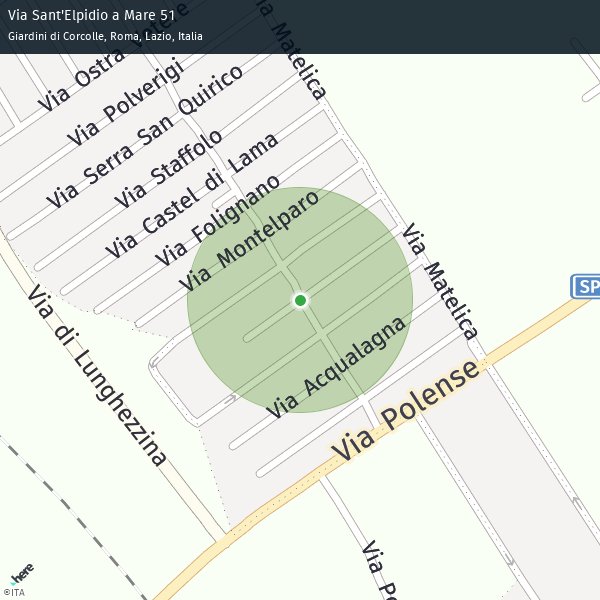 Via Sant'Elpidio a Mare 51
Giardini di Corcolle, Roma, Lazio, Italia
Via Matelica
Via Ostra Vetere
Via Polverigi
Via Serra San Quirico
Via Staffolo
Via Castel di Lama
Via Folignano
Via Montelparo
Via Matelica
SP
Via di Lunghezzina
Via Acqualagna
Via Polense
Via
here
©ITA